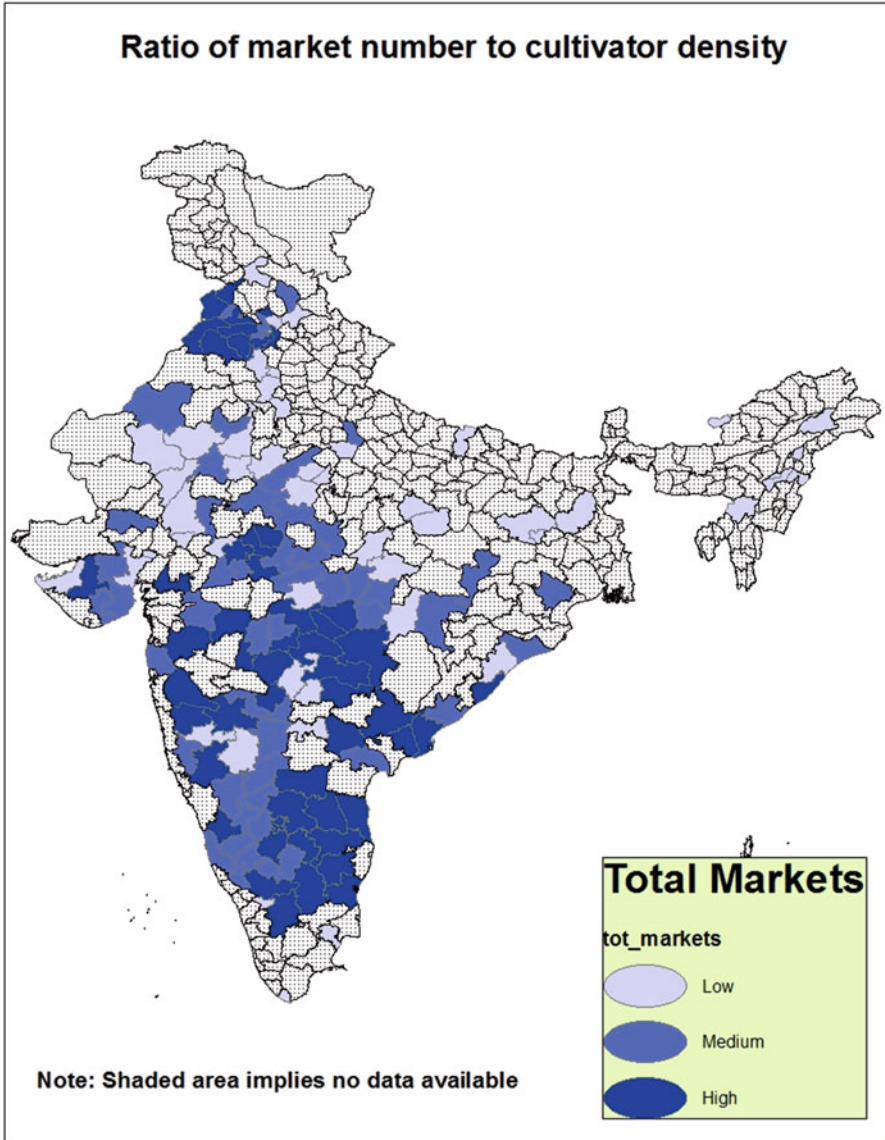 Ratio of market number to cultivator density
Total Markets
tot_markets
Low
Medium
High
Note: Shaded area implies no data available